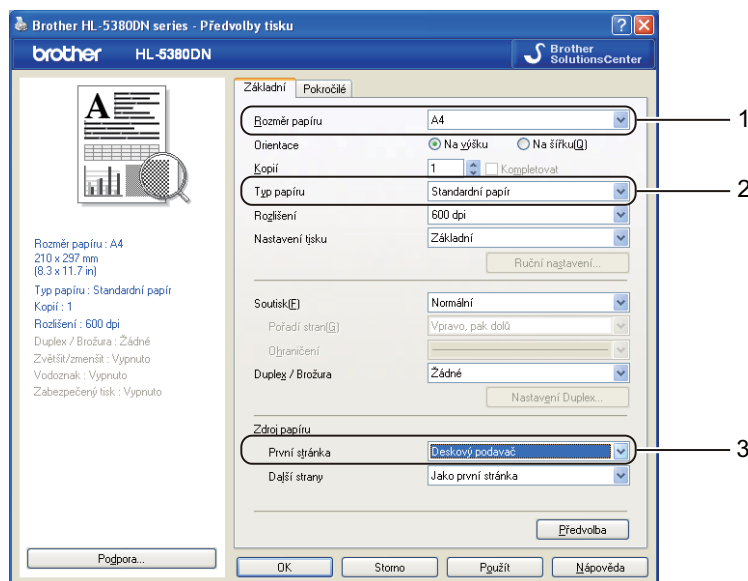 Brother HL-5380DN series - Předvolby tisku
brother HL-5380DN
Brother
SolutionsCenter
A
Rozměr papíru : A4
210 x 297 mm
(8.3 x 11.7 in)
Typ papíru : Standardní papír
Kopií : 1
Rozlišení : 600 dpi
Duplex / Brožura : Žádné
Zvětšit/zmenšit : Vypnuto
Vodoznak : Vypnuto
Zabezpečený tisk : Vypnuto
Podpora...
Základní Pokročilé
Rozměr papíru A4 1
Orientace Na výšku Na šířku(Q)
Kopií 1 Kompletovat
Typ papíru Standardní papír 2
Rozlišení 600 dpi
Nastavení tisku Základní
Ruční nastavení...
Soutisk(F) Normální
Pořadí stran(G) Vpravo, pak dolů
Ohraničení
Duplex / Brožura Žádné
Nastavení Duplex...
Zdroj papíru
První stránka Deskový podavač 3
Další strany Jako první stránka
Předvolba
OK Storno Použít Nápověda